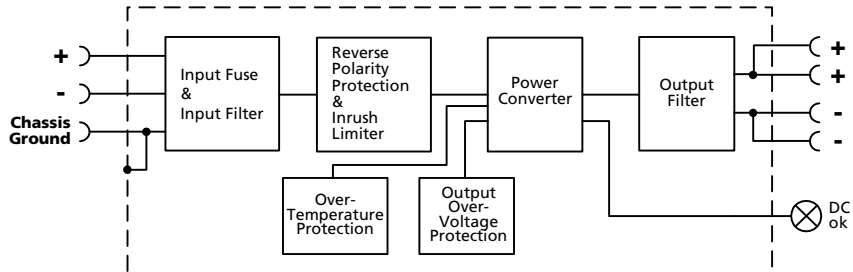 +
-
Chassis
Ground
Input Fuse
&
Input Filter
Reverse
Polarity
Protection
&
Inrush
Limiter
Power
Converter
Output
Filter
+
+
-
-
Over-
Temperature
Protection
Output
Over-
Voltage
Protection
DC
ok